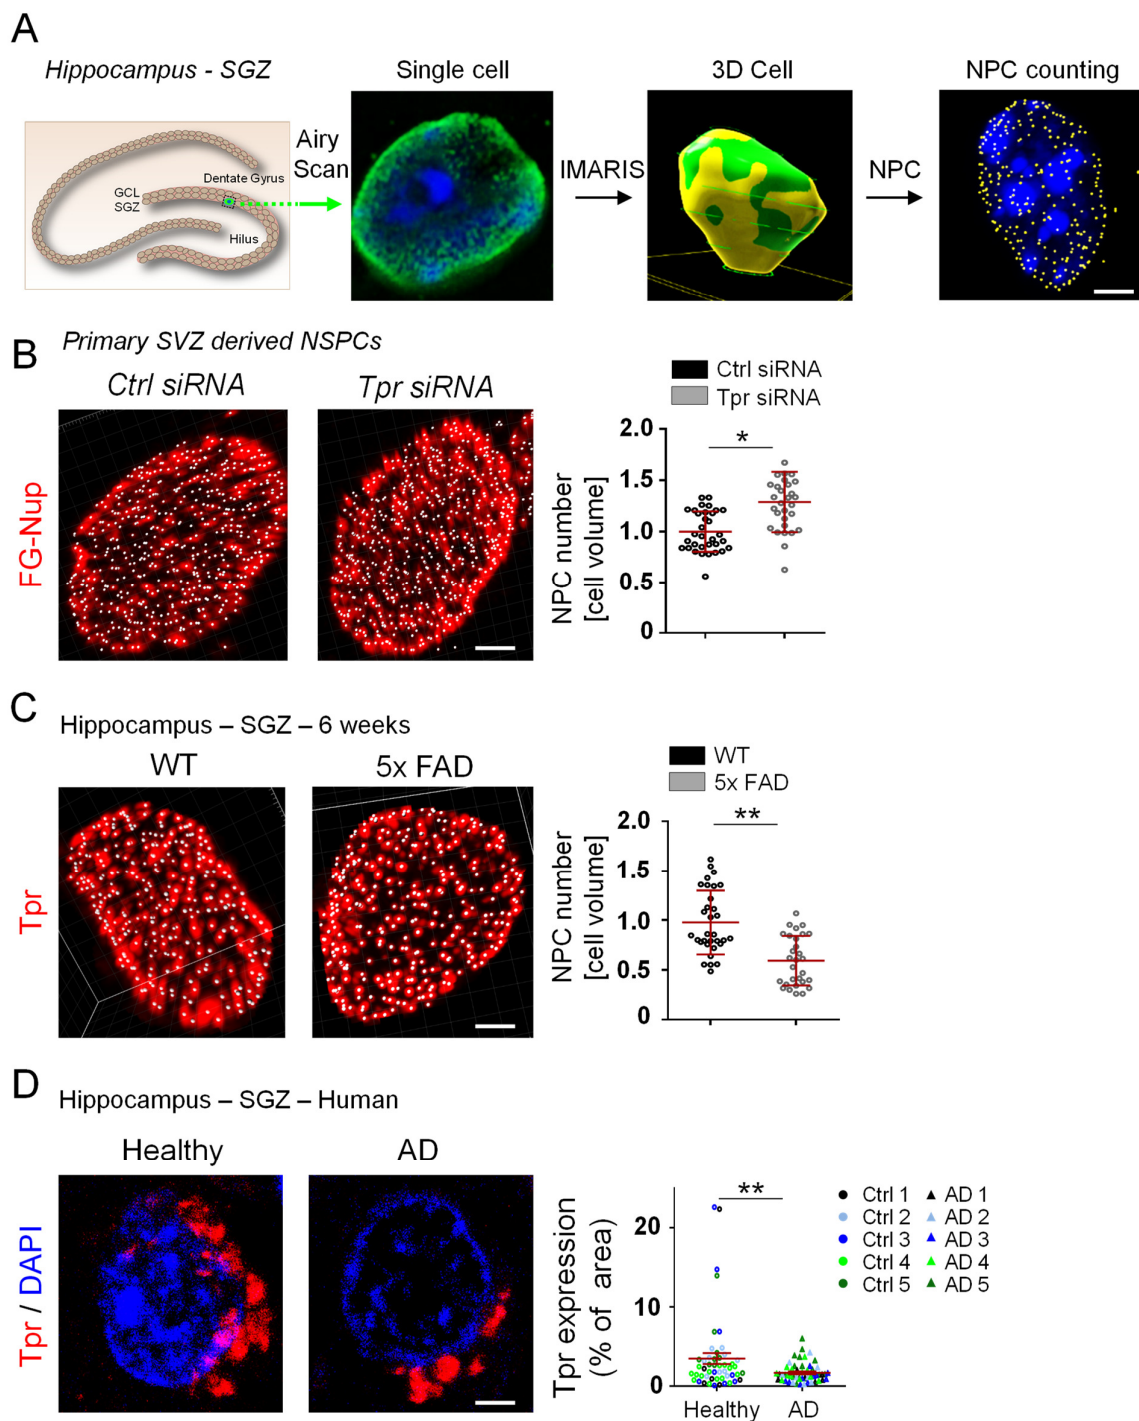 A
Hippocampus - SGZ
Single cell
3D Cell
NPC counting
Airy
Scan
IMARIS
NPC
Dentate Gyrus
GCL
SGZ
Hilus
B
Primary SVZ derived NSPCs
Ctrl siRNA
Tpr siRNA
FG-Nup
Ctrl siRNA
Tpr siRNA
NPC number
[cell volume]
2.0
1.5
1.0
0.5
0
*
C
Hippocampus – SGZ – 6 weeks
WT
5x FAD
Tpr
WT
5x FAD
NPC number
[cell volume]
2.0
1.5
1.0
0.5
0
**
D
Hippocampus – SGZ – Human
Healthy
AD
Tpr / DAPI
Tpr expression
(% of area)
20
10
0
**
Healthy
AD
Ctrl 1
AD 1
Ctrl 2
AD 2
Ctrl 3
AD 3
Ctrl 4
AD 4
Ctrl 5
AD 5